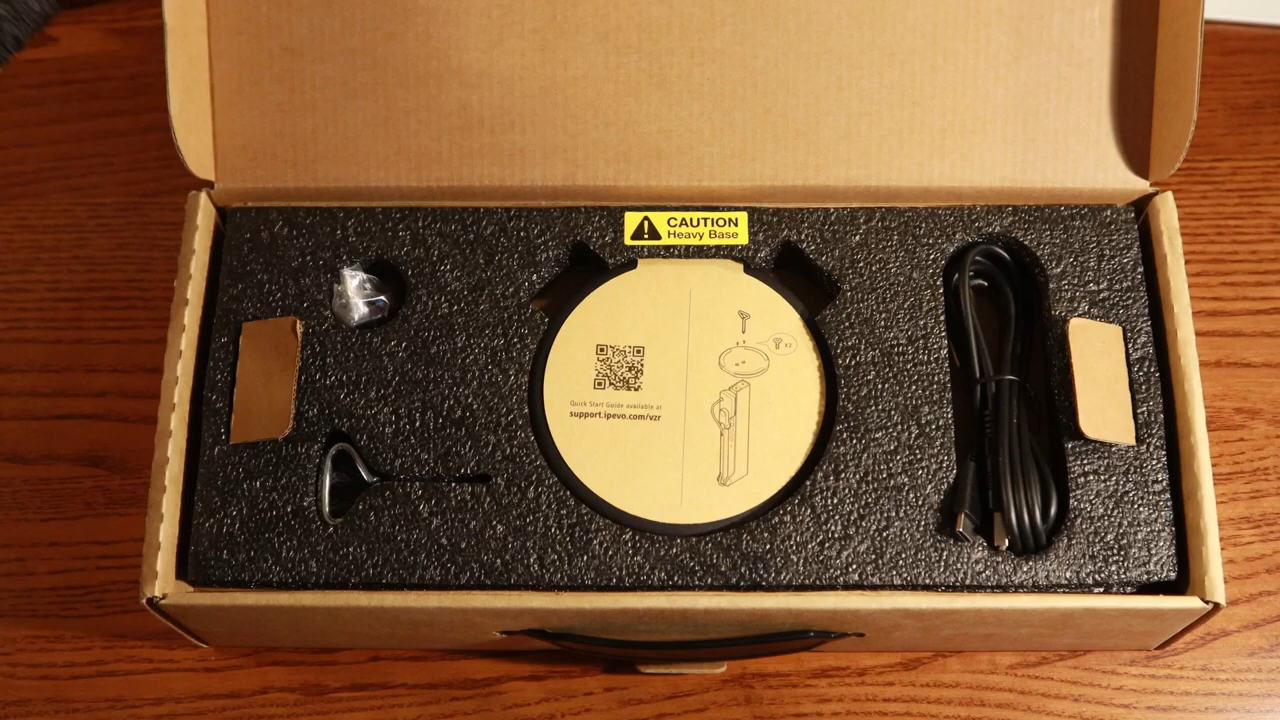 CAUTION
Heavy Base
x2
Quick Start Guide available at
support.ipevo.com/vzr